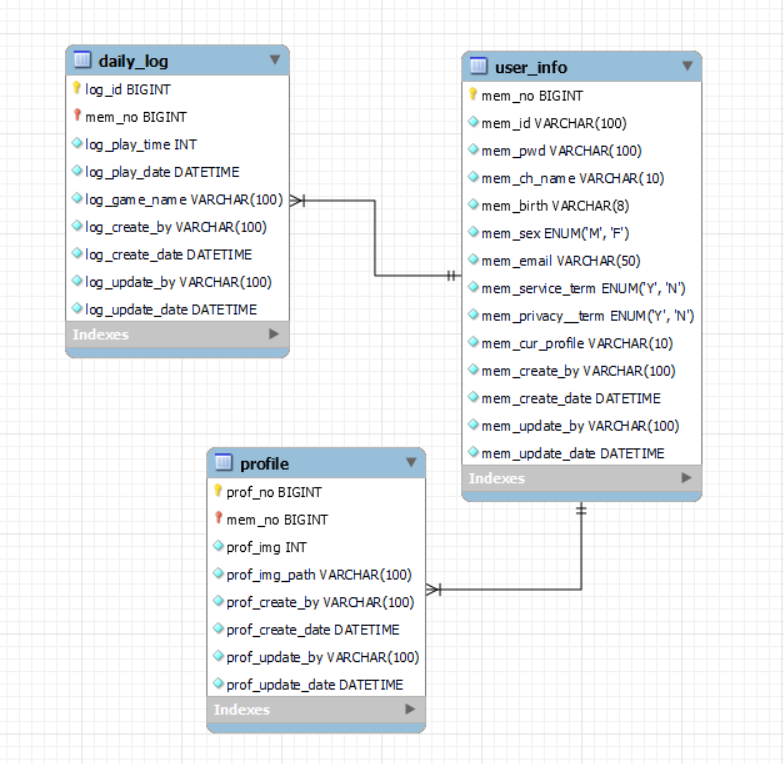 daily_log
log_id BIGINT
mem_no BIGINT
log_play_time INT
log_play_date DATETIME
log_game_name VARCHAR(100)
log_create_by VARCHAR(100)
log_create_date DATETIME
log_update_by VARCHAR(100)
log_update_date DATETIME
Indexes
user_info
mem_no BIGINT
mem_id VARCHAR(100)
mem_pwd VARCHAR(100)
mem_ch_name VARCHAR(10)
mem_birth VARCHAR(8)
mem_sex ENUM('M', 'F')
mem_email VARCHAR(50)
mem_service_term ENUM('Y', 'N')
mem_privacy__term ENUM('Y', 'N')
mem_cur_profile VARCHAR(10)
mem_create_by VARCHAR(100)
mem_create_date DATETIME
mem_update_by VARCHAR(100)
mem_update_date DATETIME
Indexes
profile
prof_no BIGINT
mem_no BIGINT
prof_img INT
prof_img_path VARCHAR(100)
prof_create_by VARCHAR(100)
prof_create_date DATETIME
prof_update_by VARCHAR(100)
prof_update_date DATETIME
Indexes